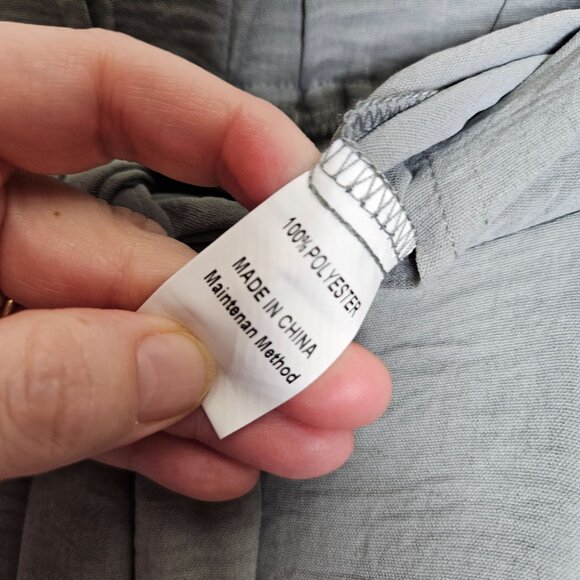 100% POLYESTER
MADE IN CHINA
Maintenan Method